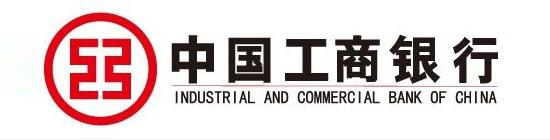 中国工商银行
INDUSTRIAL AND COMMERCIAL BANK OF CHINA